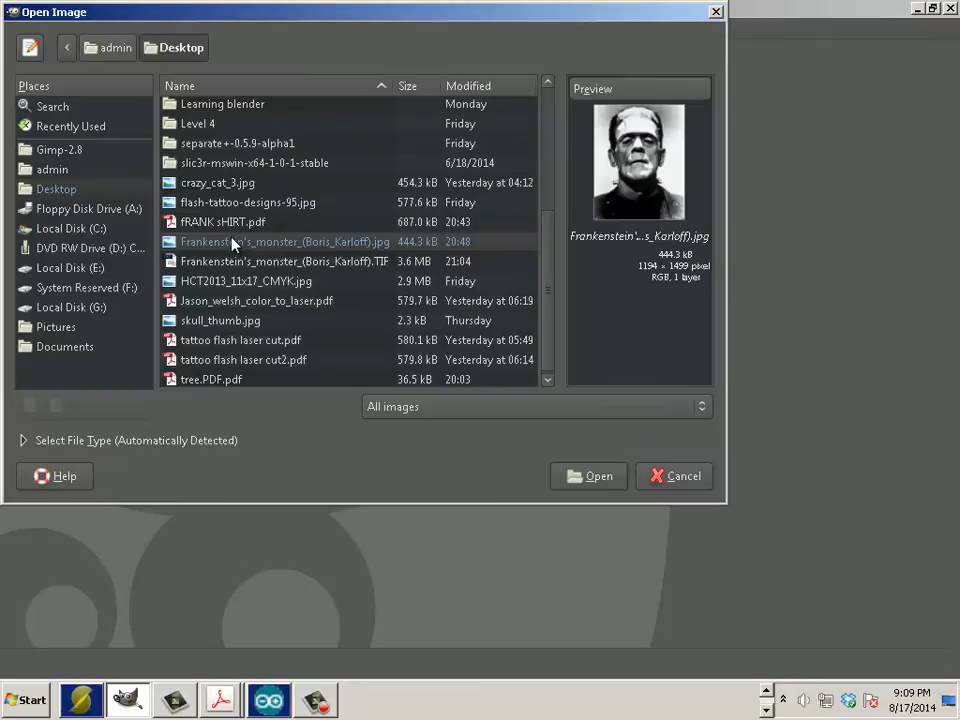 Open Image
admin
Desktop
Places
Search
Recently Used
Gimp-2.8
admin
Desktop
Floppy Disk Drive (A:)
Local Disk (C:)
DVD RW Drive (D:) C...
Local Disk (E:)
System Reserved (F:)
Local Disk (G:)
Pictures
Documents
Name Size Modified
Learning blender Monday
Level 4 Friday
separate+-0.5.9-alpha1 Friday
slic3r-mswin-x64-1-0-1-stable 6/18/2014
crazy_cat_3.jpg 454.3 kB Yesterday at 04:12
flash-tattoo-designs-95.jpg 577.6 kB Friday
fRANK sHIRT.pdf 687.0 kB 20:43
Frankenstein's_monster_(Boris_Karloff).jpg 444.3 kB 20:48
Frankenstein's_monster_(Boris_Karloff).TIF 3.6 MB 21:04
HCT2013_11x17_CMYK.jpg 2.9 MB Friday
Jason_welsh_color_to_laser.pdf 579.7 kB Yesterday at 06:19
skull_thumb.jpg 2.3 kB Thursday
tattoo flash laser cut.pdf 580.1 kB Yesterday at 05:49
tattoo flash laser cut2.pdf 579.8 kB Yesterday at 06:14
tree.PDF.pdf 36.5 kB 20:03
Preview
Frankenstein'...s_Karloff).jpg
444.3 kB
1194 × 1499 pixel
RGB, 1 layer
All images
Select File Type (Automatically Detected)
Help
Open
Cancel
Start
9:09 PM
8/17/2014